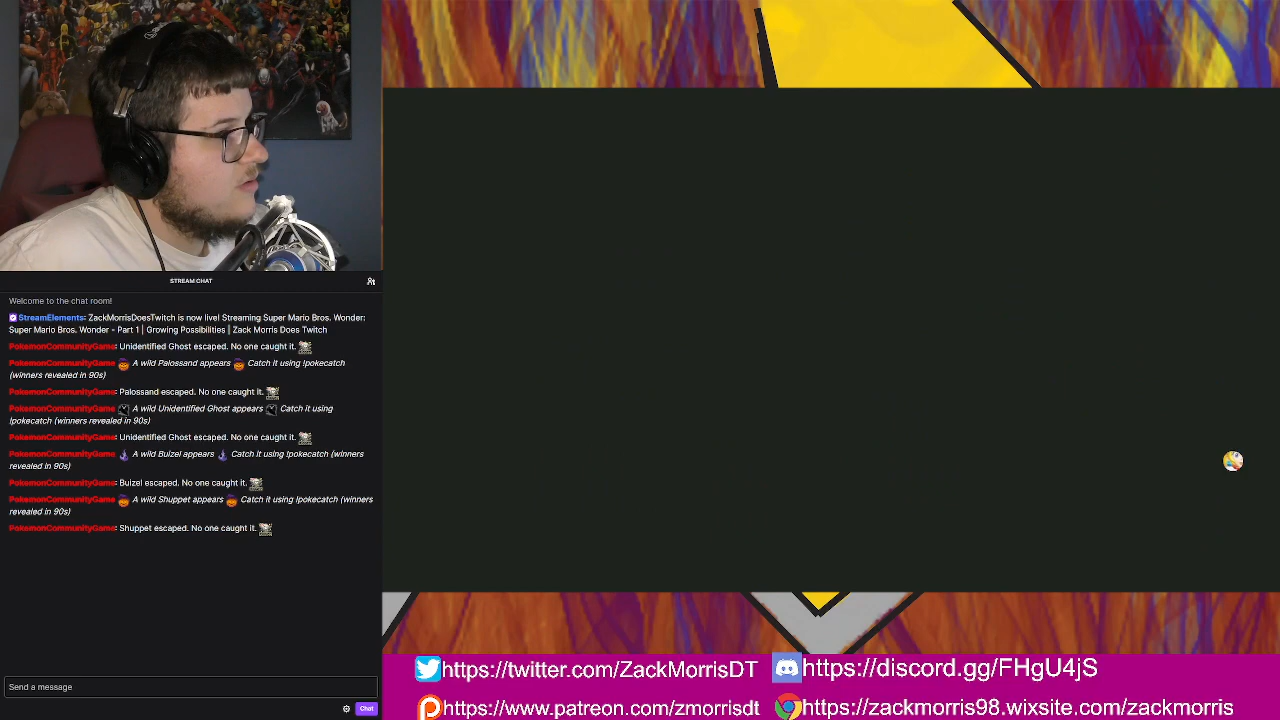 STREAM CHAT
Welcome to the chat room!
StreamElements: ZackMorrisDoesTwitch is now live! Streaming Super Mario Bros. Wonder:
Super Mario Bros. Wonder - Part 1 | Growing Possibilities || Zack Morris Does Twitch
PokemonCommunityGame: Unidentified Ghost escaped. No one caught it.
PokemonCommunityGame: A wild Palossand appears Catch it using !pokecatch
(winners revealed in 90s)
PokemonCommunityGame: Palossand escaped. No one caught it.
PokemonCommunityGame: A wild Unidentified Ghost appears Catch it using
!pokecatch (winners revealed in 90s)
PokemonCommunityGame: Unidentified Ghost escaped. No one caught it.
PokemonCommunityGame: A wild Buizel appears Catch it using !pokecatch (winners
revealed in 90s)
PokemonCommunityGame: Buizel escaped. No one caught it.
PokemonCommunityGame: A wild Shuppet appears Catch it using !pokecatch (winners
revealed in 90s)
PokemonCommunityGame: Shuppet escaped. No one caught it.
Send a message
Chat
https://twitter.com/ZackMorrisDT
https://discord.gg/FHgU4jS
https://www.patreon.com/zmorrisdt
https://zackmorris98.wixsite.com/zackmorris